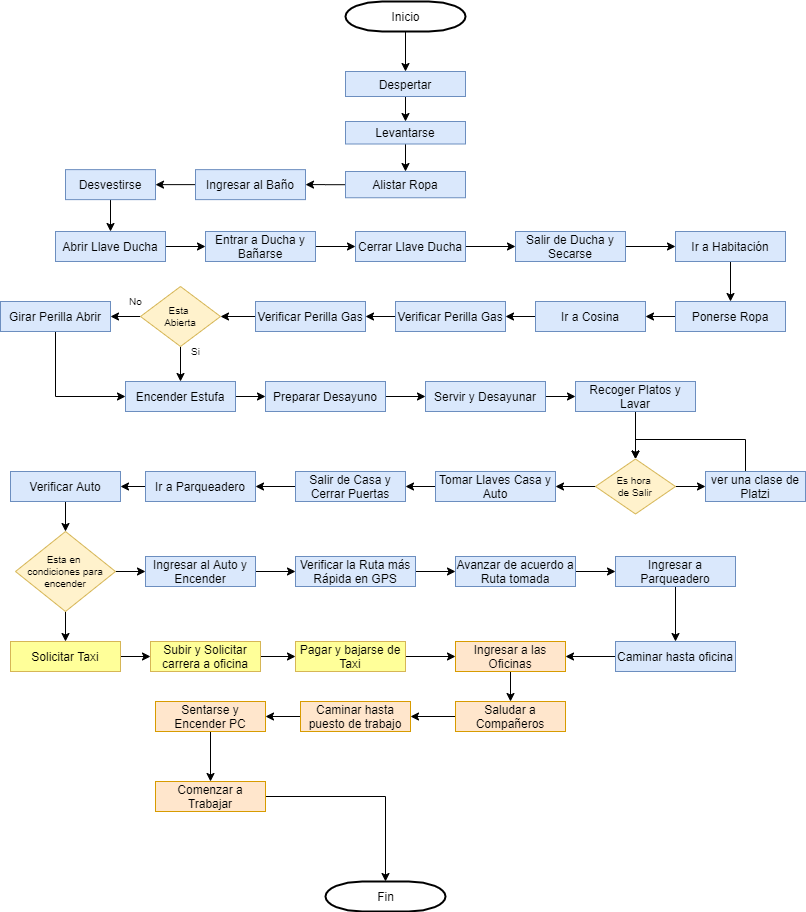 Inicio
Despertar
Levantarse
Alistar Ropa
Ingresar al Baño
Desvestirse
Abrir Llave Ducha
Entrar a Ducha y
Bañarse
Cerrar Llave Ducha
Salir de Ducha y
Secarse
Ir a Habitación
Ponerse Ropa
Ir a Cosina
Verificar Perilla Gas
Verificar Perilla Gas
Esta
Abierta
No
Si
Girar Perilla Abrir
Encender Estufa
Preparar Desayuno
Servir y Desayunar
Recoger Platos y
Lavar
Es hora
de Salir
ver una clase de
Platzi
Tomar Llaves Casa y
Auto
Salir de Casa y
Cerrar Puertas
Ir a Parqueadero
Verificar Auto
Esta en
condiciones para
encender
Ingresar al Auto y
Encender
Verificar la Ruta más
Rápida en GPS
Avanzar de acuerdo a
Ruta tomada
Ingresar a
Parqueadero
Caminar hasta oficina
Solicitar Taxi
Subir y Solicitar
carrera a oficina
Pagar y bajarse de
Taxi
Ingresar a las
Oficinas
Saludar a
Compañeros
Caminar hasta
puesto de trabajo
Sentarse y
Encender PC
Comenzar a
Trabajar
Fin